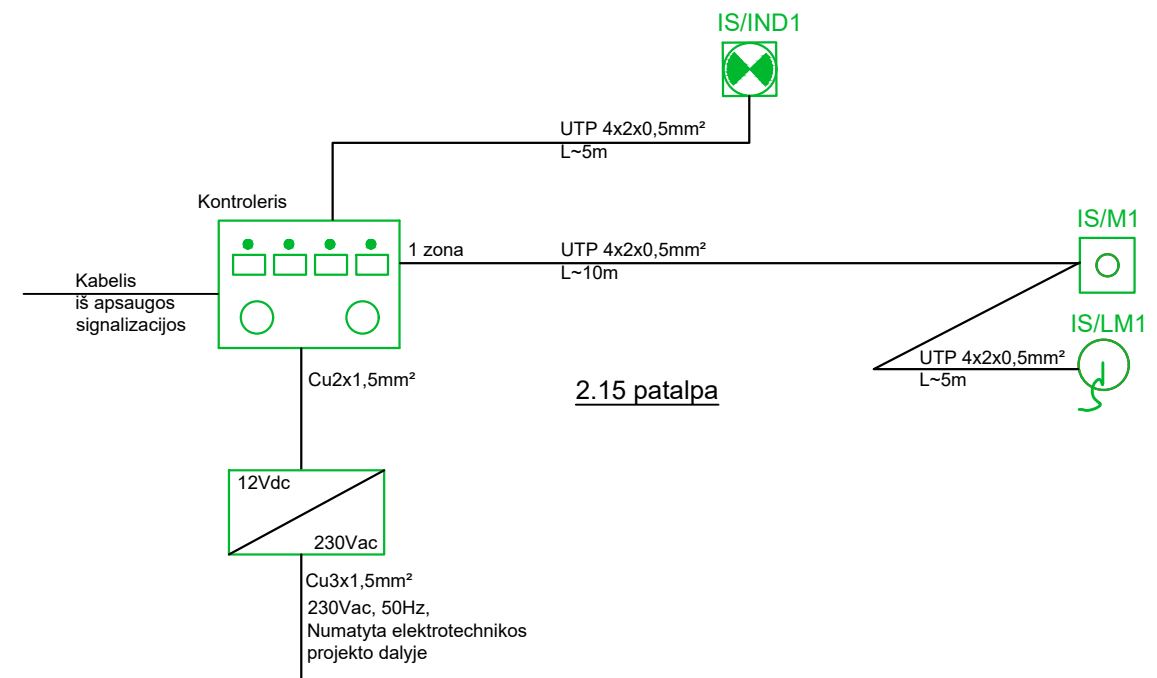 IS/IND1
UTP 4x2x0,5mm²
L~5m
Kontroleris
1 zona
UTP 4x2x0,5mm²
L~10m
IS/M1
Kabelis
iš apsaugos
signalizacijos
IS/LM1
UTP 4x2x0,5mm²
L~5m
Cu2x1,5mm²
2.15 patalpa
12Vdc
230Vac
Cu3x1,5mm²
230Vac, 50Hz,
Numatyta elektrotechnikos
projekto dalyje